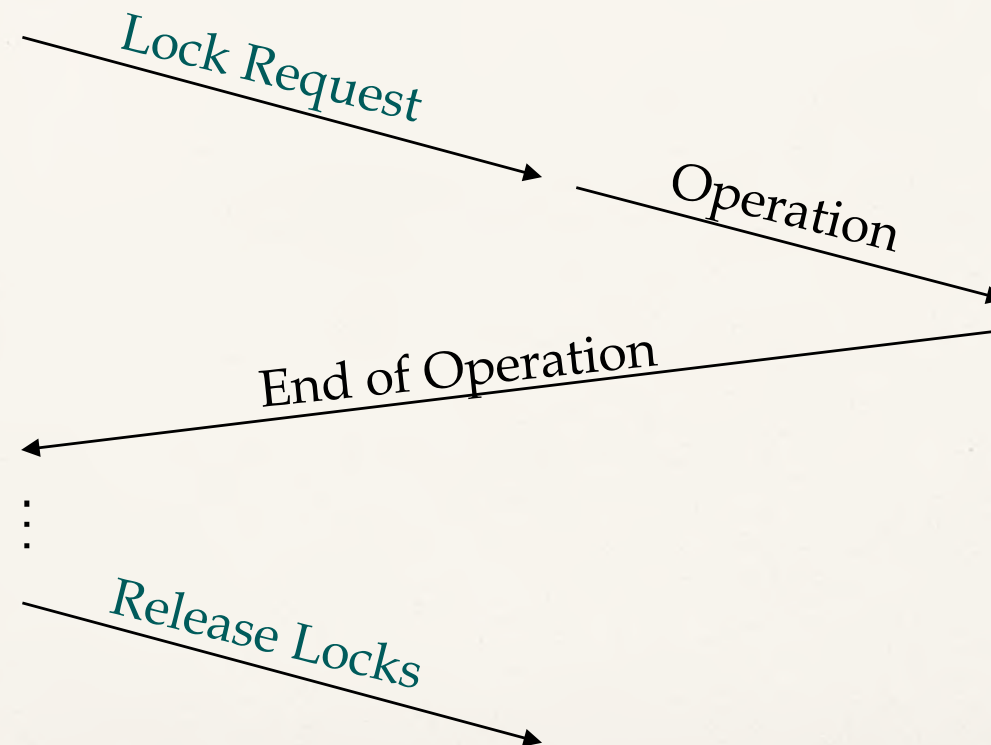 Lock Request
Operation
End of Operation
⋮
Release Locks